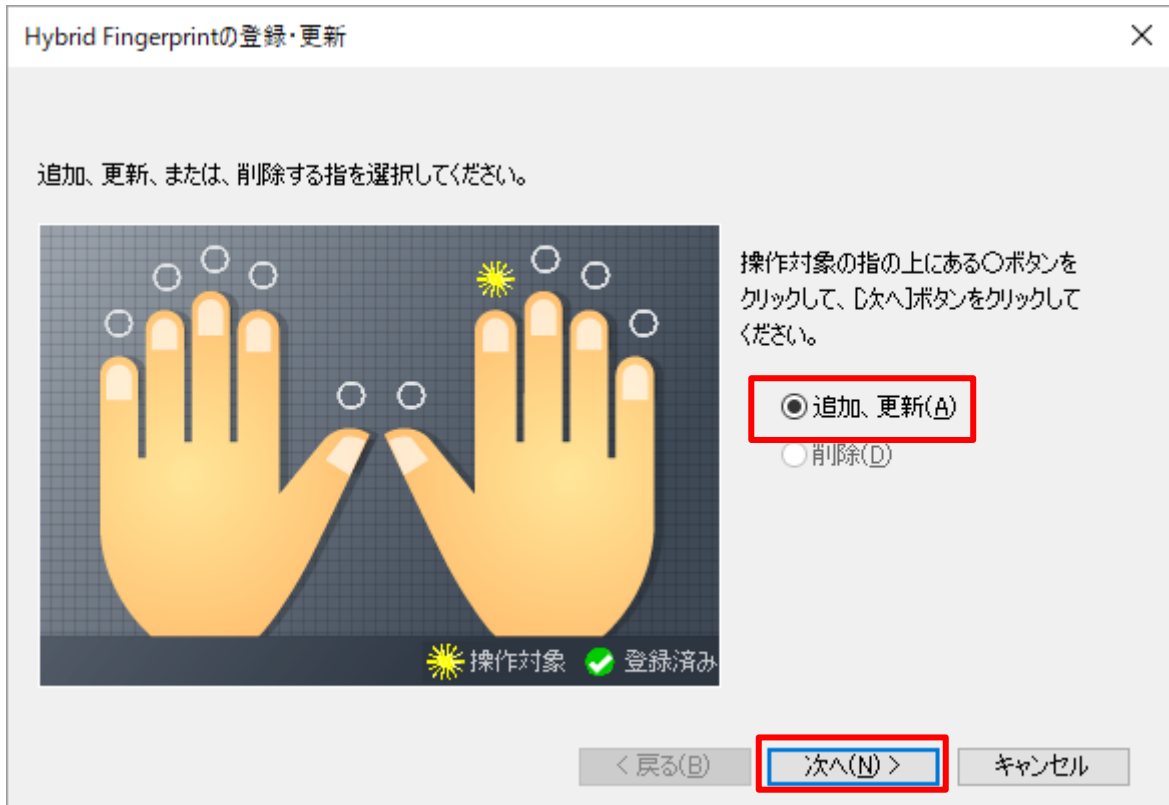 Hybrid Fingerprintの登録・更新
追加、更新、または、削除する指を選択してください。
操作対象の指の上にある○ボタンを
クリックして、[次へ]ボタンをクリックして
ください。
追加、更新(A)
削除(D)
操作対象 登録済み
< 戻る(B) 次へ(N) > キャンセル